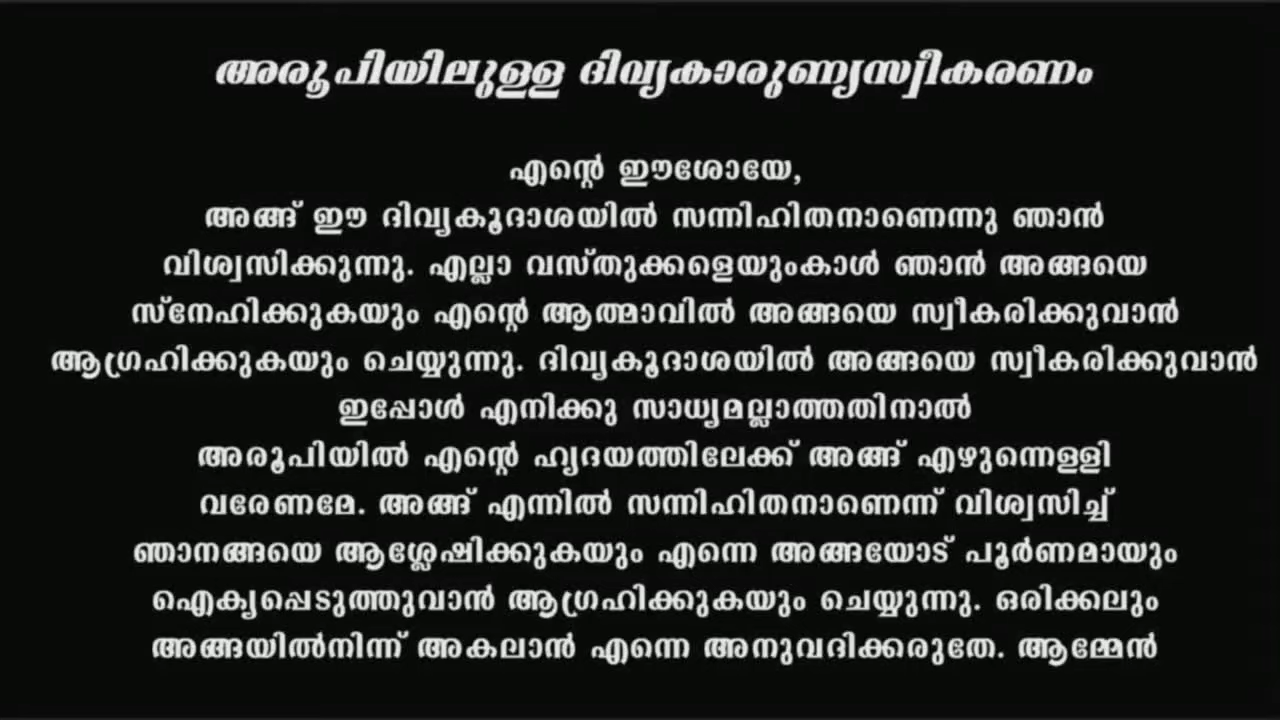 അരൂപിയിലുള്ള ദിവ്യകാരുണ്യസ്വീകരണം
എന്റെ ഈശോയേ,
അങ്ങ് ഈ ദിവ്യകൂദാശയിൽ സന്നിഹിതനാണെന്നു ഞാൻ
വിശ്വസിക്കുന്നു. എല്ലാ വസ്തുക്കളെയുംകാൾ ഞാൻ അങ്ങയെ
സ്നേഹിക്കുകയും എന്റെ ആത്മാവിൽ അങ്ങയെ സ്വീകരിക്കുവാൻ
ആഗ്രഹിക്കുകയും ചെയ്യുന്നു. ദിവ്യകൂദാശയിൽ അങ്ങയെ സ്വീകരിക്കുവാൻ
ഇപ്പോൾ എനിക്കു സാധ്യമല്ലാത്തതിനാൽ
അരൂപിയിൽ എന്റെ ഹൃദയത്തിലേക്ക് അങ്ങ് എഴുന്നെള്ളി
വരേണമേ. അങ്ങ് എന്നിൽ സന്നിഹിതനാണെന്ന് വിശ്വസിച്ച്
ഞാനങ്ങയെ ആശ്ലേഷിക്കുകയും എന്നെ അങ്ങയോട് പൂർണമായും
ഐക്യപ്പെടുത്തുവാൻ ആഗ്രഹിക്കുകയും ചെയ്യുന്നു. ഒരിക്കലും
അങ്ങയിൽനിന്ന് അകലാൻ എന്നെ അനുവദിക്കരുതേ. ആമ്മേൻ